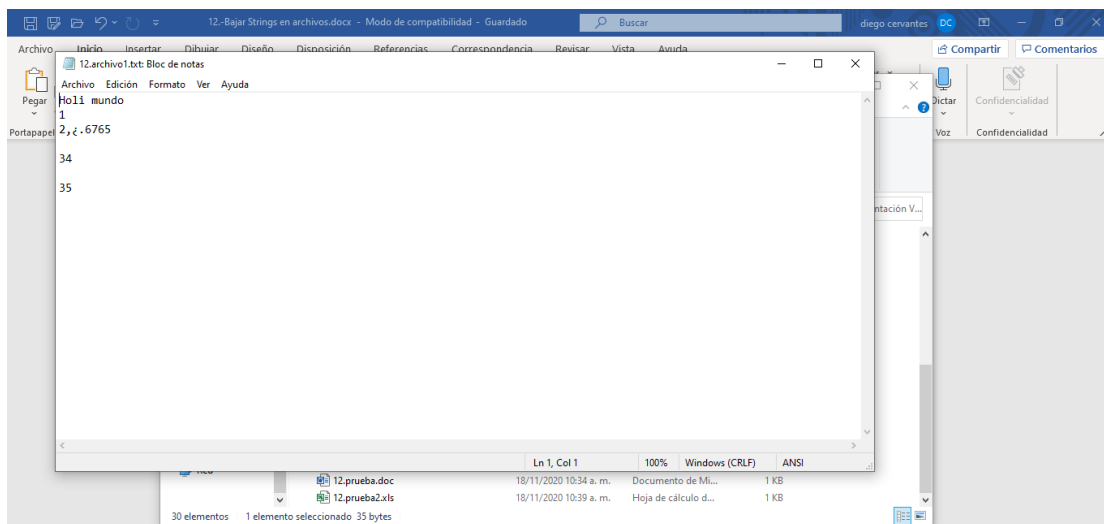 12.-Bajar Strings en archivos.docx - Modo de compatibilidad - Guardado
Buscar
diego cervantes DC
Archivo Inicio Insertar Dibujar Diseño Disposición Referencias Correspondencia Revisar Vista Ayuda
Compartir Comentarios
12.archivo1.txt: Bloc de notas
Archivo Edición Formato Ver Ayuda
Pegar
Portapapel
Holi mundo
1
2,¿.6765
34
35
Dictar
Voz
Confidencialidad
Confidencialidad
ntación V...
Ln 1, Col 1 100% Windows (CRLF) ANSI
12.prueba.doc 18/11/2020 10:34 a. m. Documento de Mi... 1 KB
12.prueba2.xls 18/11/2020 10:39 a. m. Hoja de cálculo d... 1 KB
30 elementos 1 elemento seleccionado 35 bytes